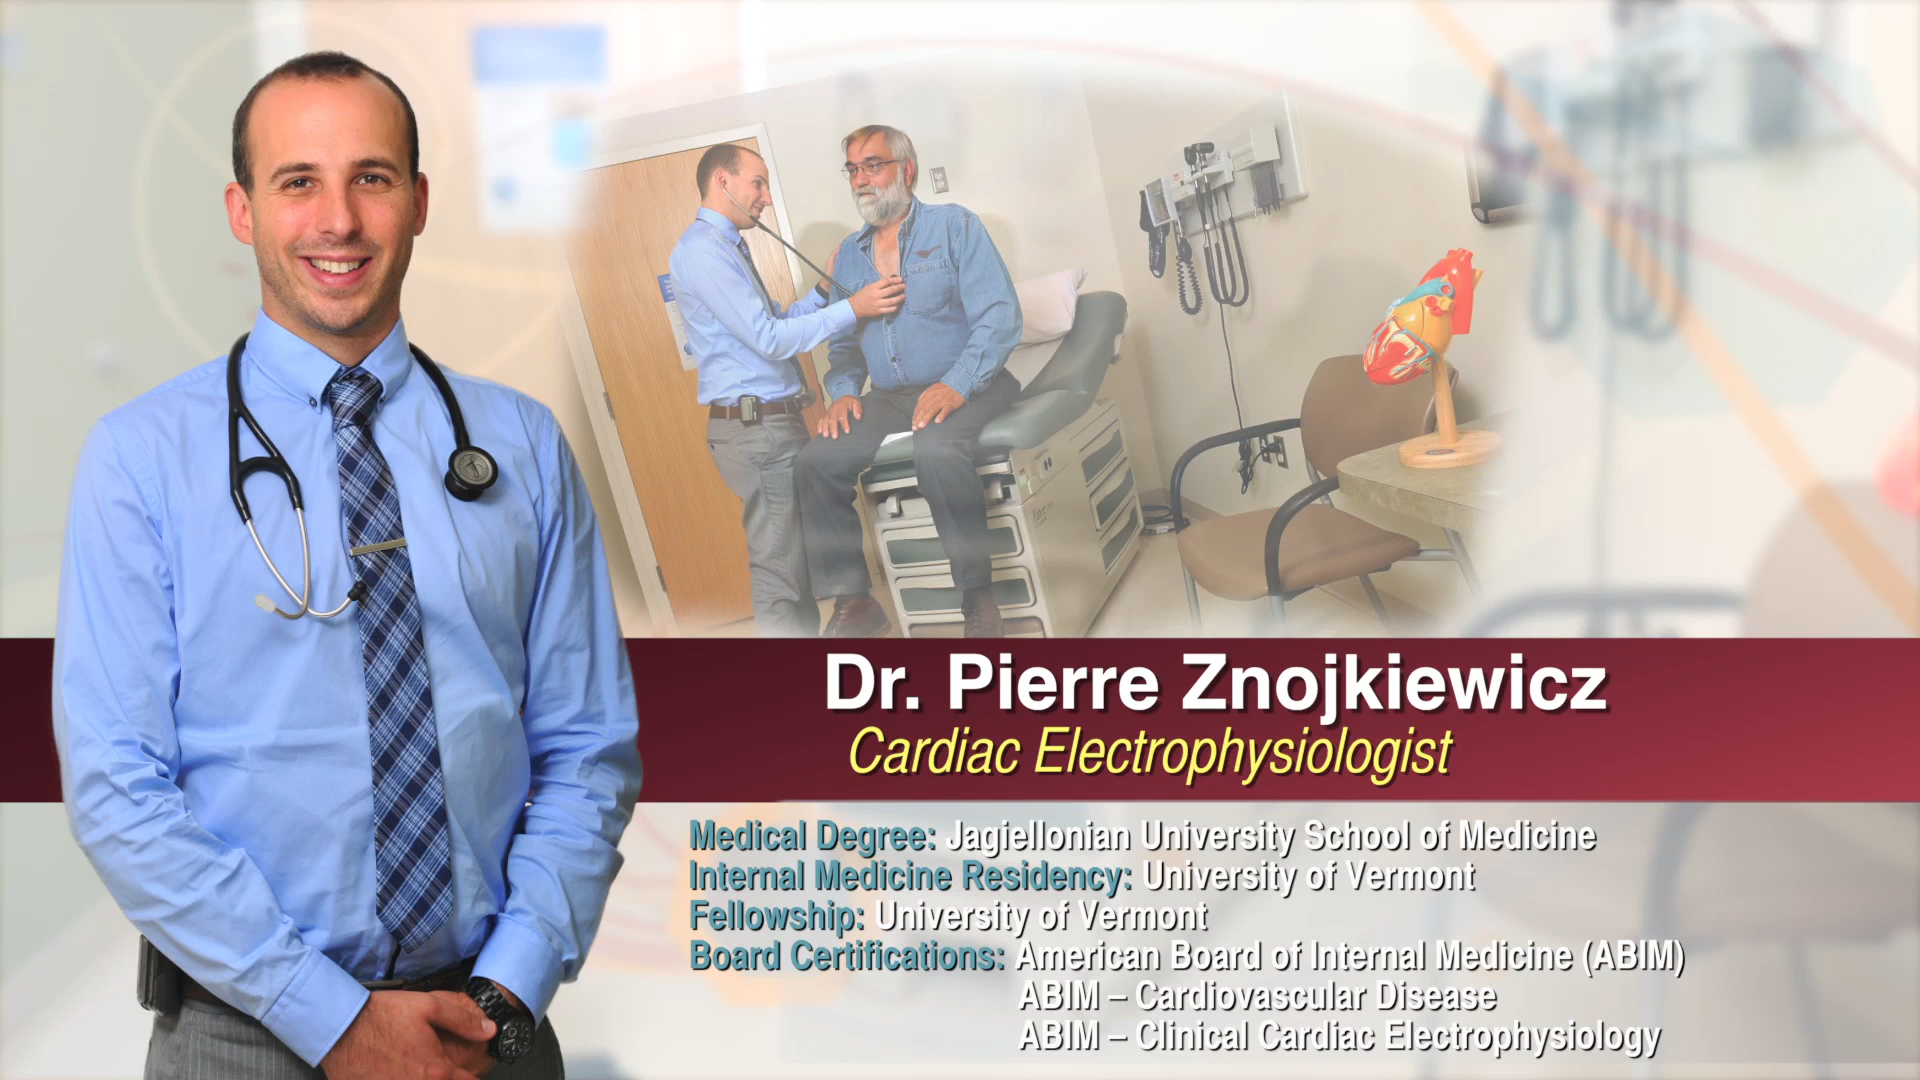 Dr. Pierre Znojkiewicz
Cardiac Electrophysiologist
Medical Degree: Jagiellonian University School of Medicine
Internal Medicine Residency: University of Vermont
Fellowship: University of Vermont
Board Certifications: American Board of Internal Medicine (ABIM)
ABIM – Cardiovascular Disease
ABIM – Clinical Cardiac Electrophysiology